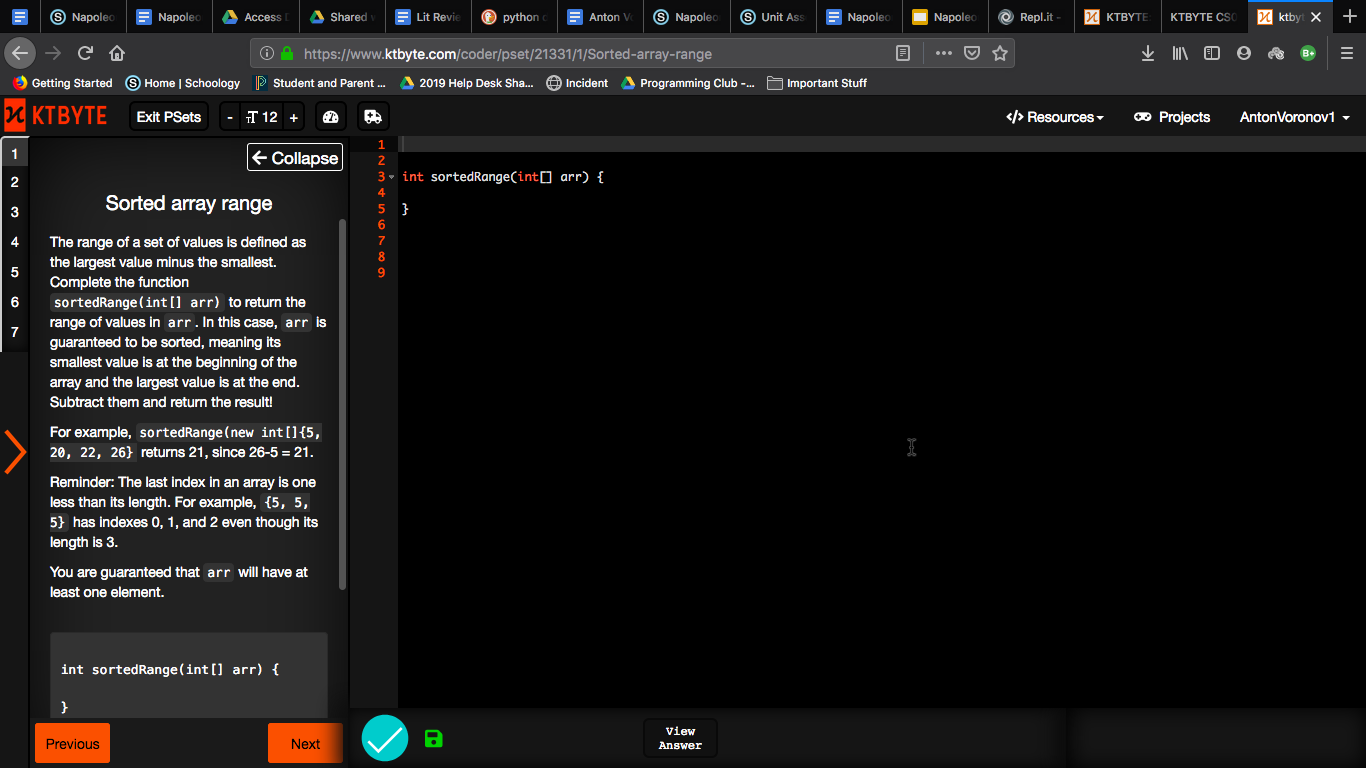 Napoleo
Napoleo
Access D
Shared w
Lit Revie
python c
Anton Vo
Napoleo
Unit Ass
Napoleo
Napoleo
Repl.it -
KTBYTE
KTBYTE CS0
ktbyt
https://www.ktbyte.com/coder/pset/21331/1/Sorted-array-range
Getting Started
Home | Schoology
Student and Parent ...
2019 Help Desk Sha...
Incident
Programming Club -...
Important Stuff
KTBYTE
Exit PSets
- T 12 +
</> Resources
Projects
AntonVoronov1
1
2
3
4
5
6
7
← Collapse
Sorted array range
The range of a set of values is defined as
the largest value minus the smallest.
Complete the function
sortedRange(int[] arr) to return the
range of values in arr. In this case, arr is
guaranteed to be sorted, meaning its
smallest value is at the beginning of the
array and the largest value is at the end.
Subtract them and return the result!
For example, sortedRange(new int[]{5,
20, 22, 26} returns 21, since 26-5 = 21.
Reminder: The last index in an array is one
less than its length. For example, {5, 5,
5} has indexes 0, 1, and 2 even though its
length is 3.
You are guaranteed that arr will have at
least one element.
int sortedRange(int[] arr) {
}
Previous
Next
1
2
3 int sortedRange(int[] arr) {
4
5 }
6
7
8
9
View
Answer